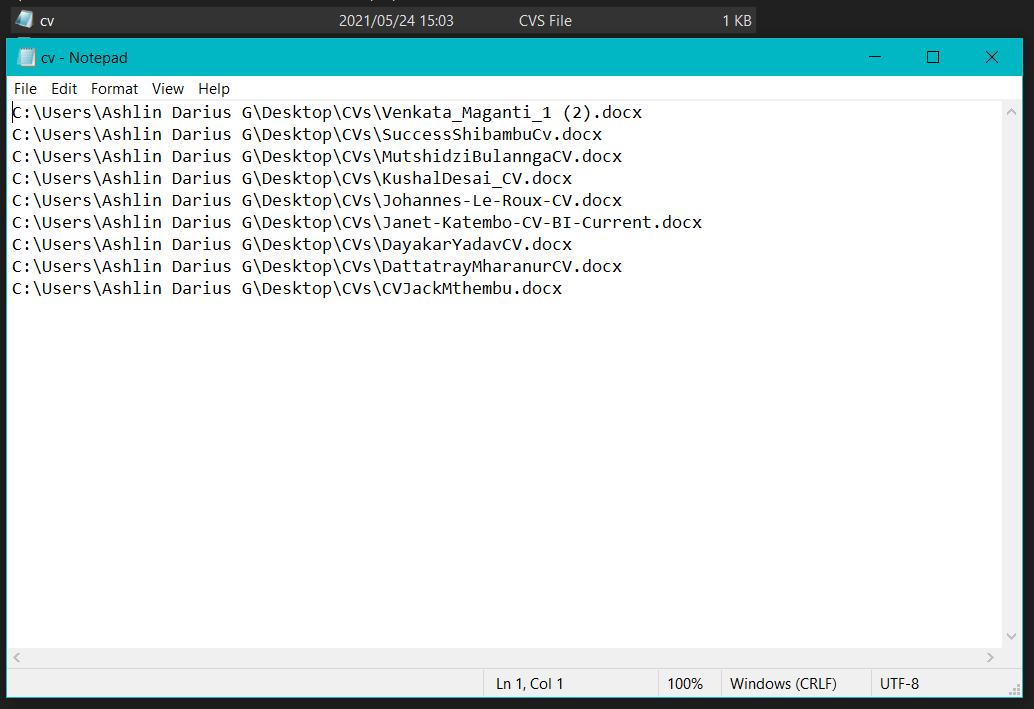 cv 2021/05/24 15:03 CVS File 1 KB
cv - Notepad
File Edit Format View Help
C:\Users\Ashlin Darius G\Desktop\CVs\Venkata_Maganti_1 (2).docx
C:\Users\Ashlin Darius G\Desktop\CVs\SuccessShibambuCv.docx
C:\Users\Ashlin Darius G\Desktop\CVs\MutshidziBulanngaCV.docx
C:\Users\Ashlin Darius G\Desktop\CVs\KushalDesai_CV.docx
C:\Users\Ashlin Darius G\Desktop\CVs\Johannes-Le-Roux-CV.docx
C:\Users\Ashlin Darius G\Desktop\CVs\Janet-Katembo-CV-BI-Current.docx
C:\Users\Ashlin Darius G\Desktop\CVs\DayakarYadavCV.docx
C:\Users\Ashlin Darius G\Desktop\CVs\DattatrayMharanurCV.docx
C:\Users\Ashlin Darius G\Desktop\CVs\CVJackMthembu.docx
Ln 1, Col 1 100% Windows (CRLF) UTF-8